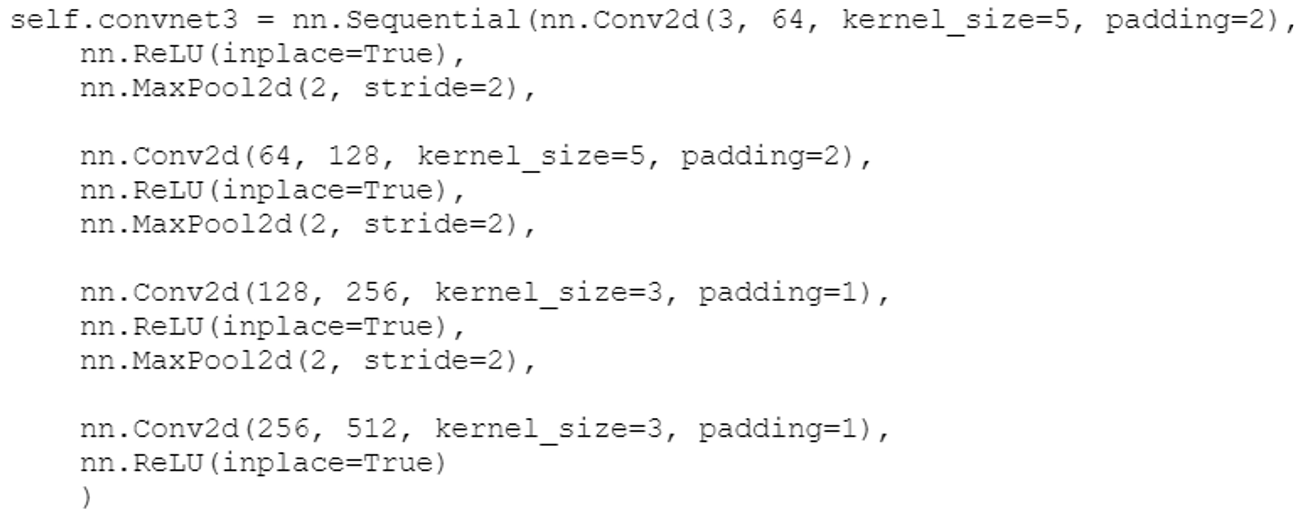 self.convnet3 = nn.Sequential(nn.Conv2d(3, 64, kernel_size=5, padding=2),
    nn.ReLU(inplace=True),
    nn.MaxPool2d(2, stride=2),

    nn.Conv2d(64, 128, kernel_size=5, padding=2),
    nn.ReLU(inplace=True),
    nn.MaxPool2d(2, stride=2),

    nn.Conv2d(128, 256, kernel_size=3, padding=1),
    nn.ReLU(inplace=True),
    nn.MaxPool2d(2, stride=2),

    nn.Conv2d(256, 512, kernel_size=3, padding=1),
    nn.ReLU(inplace=True)
    )